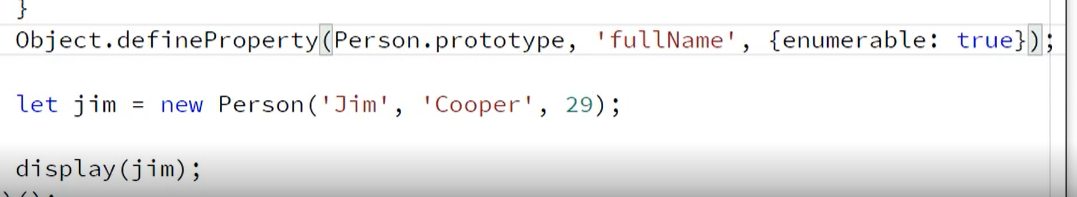 }
Object.defineProperty(Person.prototype, 'fullName', {enumerable: true});
let jim = new Person('Jim', 'Cooper', 29);
display(jim);